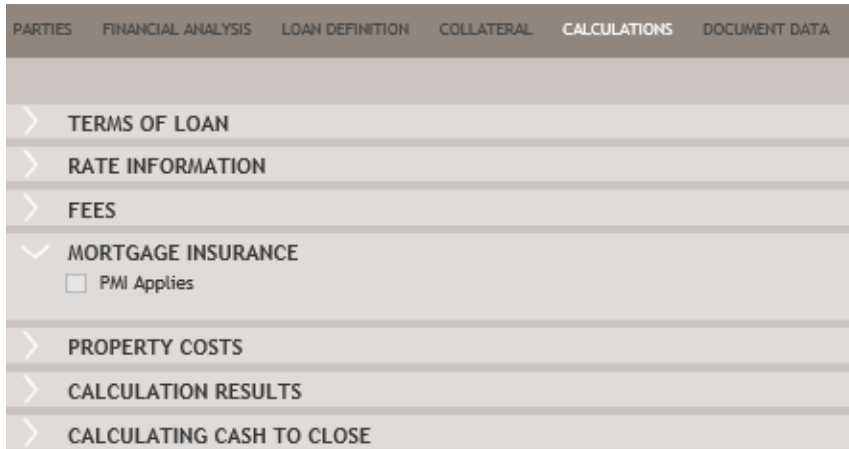 PARTIES FINANCIAL ANALYSIS LOAN DEFINITION COLLATERAL CALCULATIONS DOCUMENT DATA
TERMS OF LOAN
RATE INFORMATION
FEES
MORTGAGE INSURANCE
PMI Applies
PROPERTY COSTS
CALCULATION RESULTS
CALCULATING CASH TO CLOSE